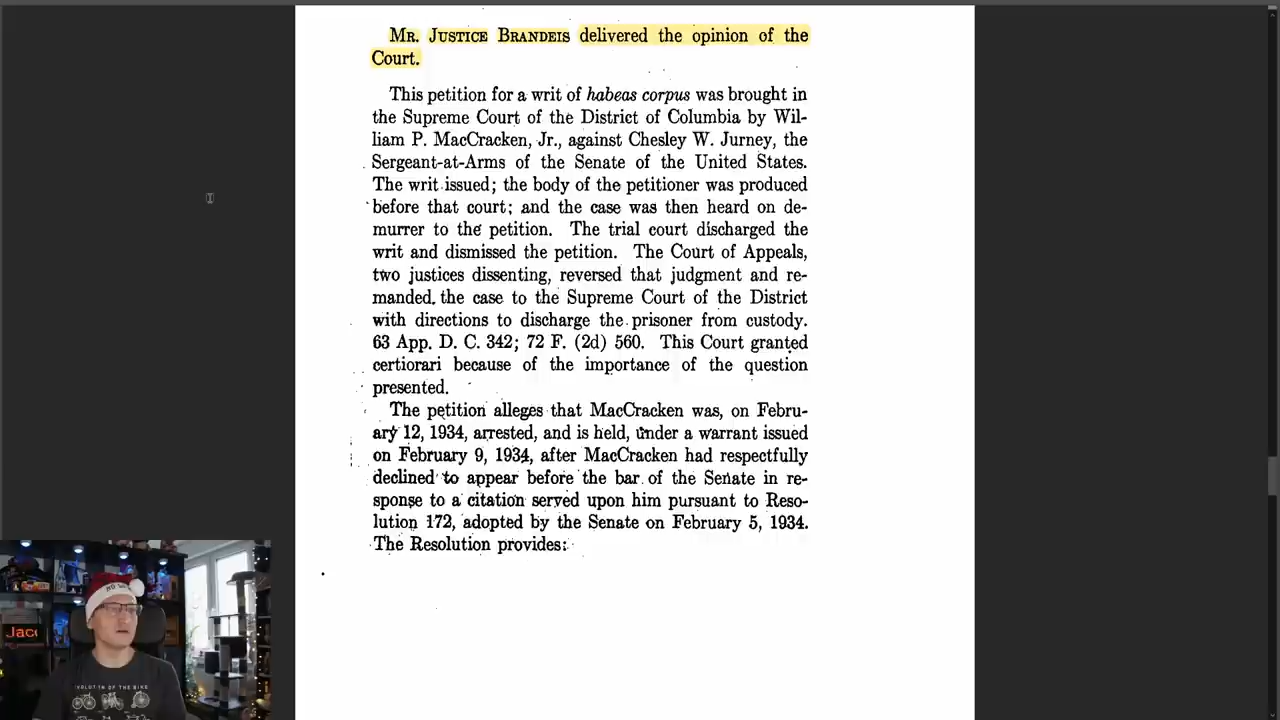 MR. JUSTICE BRANDEIS delivered the opinion of the
Court.
This petition for a writ of habeas corpus was brought in
the Supreme Court of the District of Columbia by Wil-
liam P. MacCracken, Jr., against Chesley W. Jurney, the
Sergeant-at-Arms of the Senate of the United States.
The writ issued; the body of the petitioner was produced
before that court; and the case was then heard on de-
murrer to the petition. The trial court discharged the
writ and dismissed the petition. The Court of Appeals,
two justices dissenting, reversed that judgment and re-
manded the case to the Supreme Court of the District
with directions to discharge the prisoner from custody.
63 App. D. C. 342; 72 F. (2d) 560. This Court granted
certiorari because of the importance of the question
presented.
The petition alleges that MacCracken was, on Febru-
ary 12, 1934, arrested, and is held, under a warrant issued
on February 9, 1934, after MacCracken had respectfully
declined to appear before the bar of the Senate in re-
sponse to a citation served upon him pursuant to Reso-
lution 172, adopted by the Senate on February 5, 1934.
The Resolution provides:
Jaco
OF THE BIKE